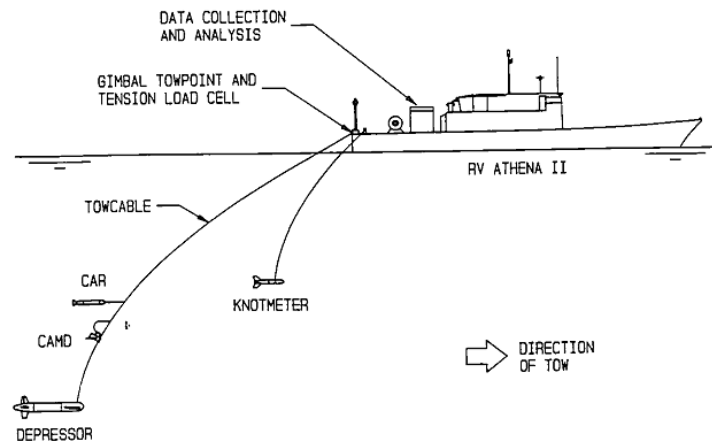 DATA COLLECTION
AND ANALYSIS
GIMBAL TOWPOINT AND
TENSION LOAD CELL
RV ATHENA II
TOWCABLE
CAR
KNOTMETER
CAMD
DIRECTION
OF TOW
DEPRESSOR